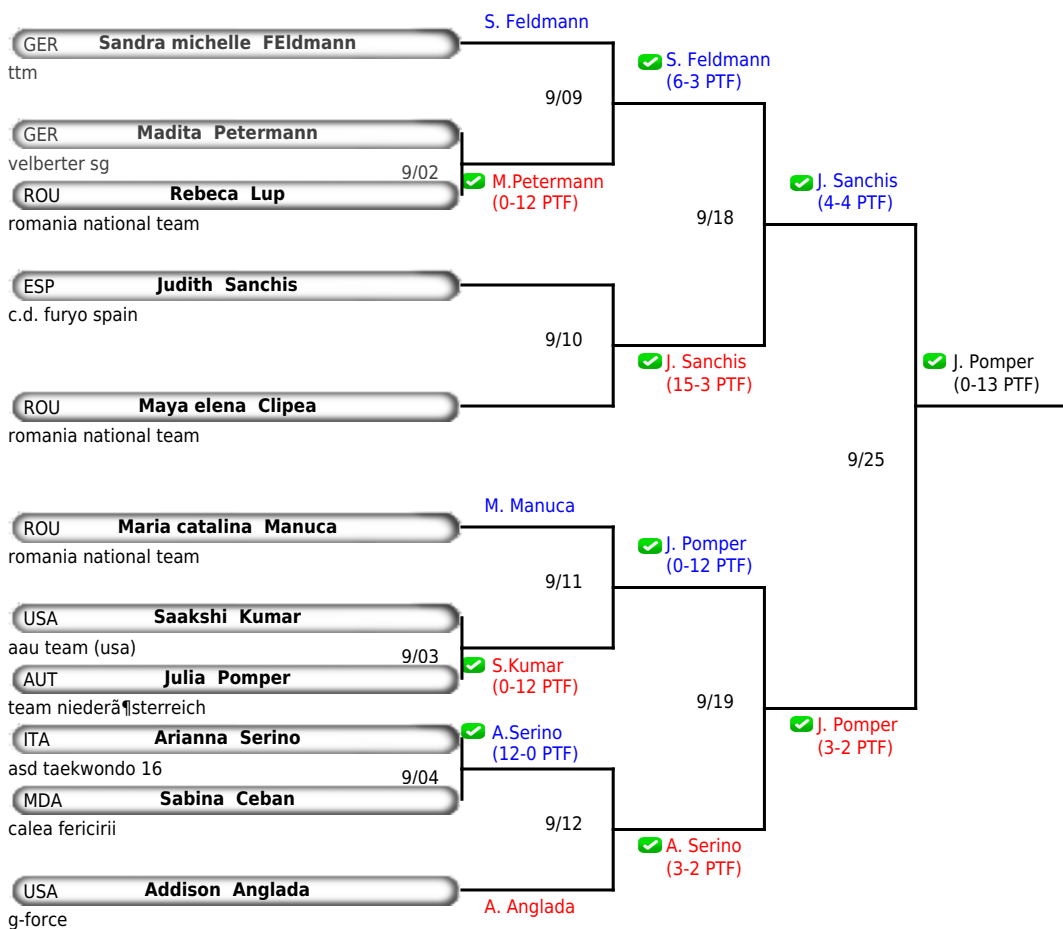 S. Feldmann
GER Sandra michelle FEldmann
ttm
S. Feldmann
(6-3 PTF)
9/09
GER Madita Petermann
velberter sg
9/02
M.Petermann
(0-12 PTF)
ROU Rebeca Lup
romania national team
J. Sanchis
(4-4 PTF)
9/18
ESP Judith Sanchis
c.d. furyo spain
9/10
J. Sanchis
(15-3 PTF)
J. Pomper
(0-13 PTF)
ROU Maya elena Clipea
romania national team
9/25
M. Manuca
ROU Maria catalina Manuca
romania national team
J. Pomper
(0-12 PTF)
9/11
USA Saakshi Kumar
aau team (usa)
9/03
S.Kumar
(0-12 PTF)
AUT Julia Pomper
team niederã¶sterreich
9/19
J. Pomper
(3-2 PTF)
ITA Arianna Serino
A.Serino
(12-0 PTF)
asd taekwondo 16
9/04
MDA Sabina Ceban
calea fericirii
9/12
A. Serino
(3-2 PTF)
USA Addison Anglada
A. Anglada
g-force